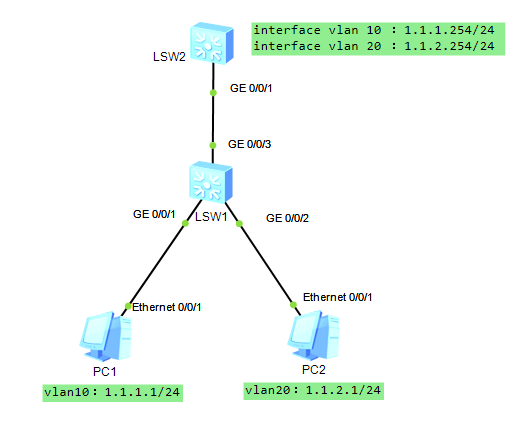 interface vlan 10 : 1.1.1.254/24
interface vlan 20 : 1.1.2.254/24
LSW2
GE 0/0/1
GE 0/0/3
LSW1
GE 0/0/1
GE 0/0/2
Ethernet 0/0/1
Ethernet 0/0/1
PC1
PC2
vlan10: 1.1.1.1/24
vlan20: 1.1.2.1/24